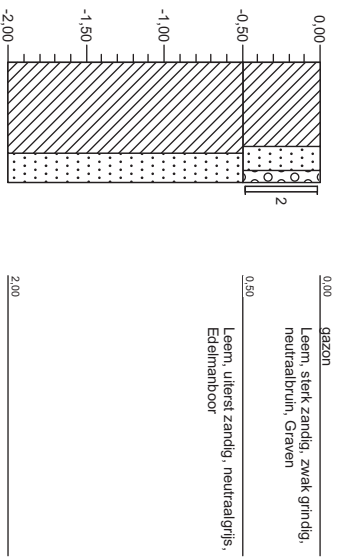 0,00
-0,50
-1,00
-1,50
-2,00
2
0,00
gazon
Leem, sterk zandig, zwak grindig,
neutraalbruin, Graven
0,50
Leem, uiterst zandig, neutraalgrijs,
Edelmanboor
2,00